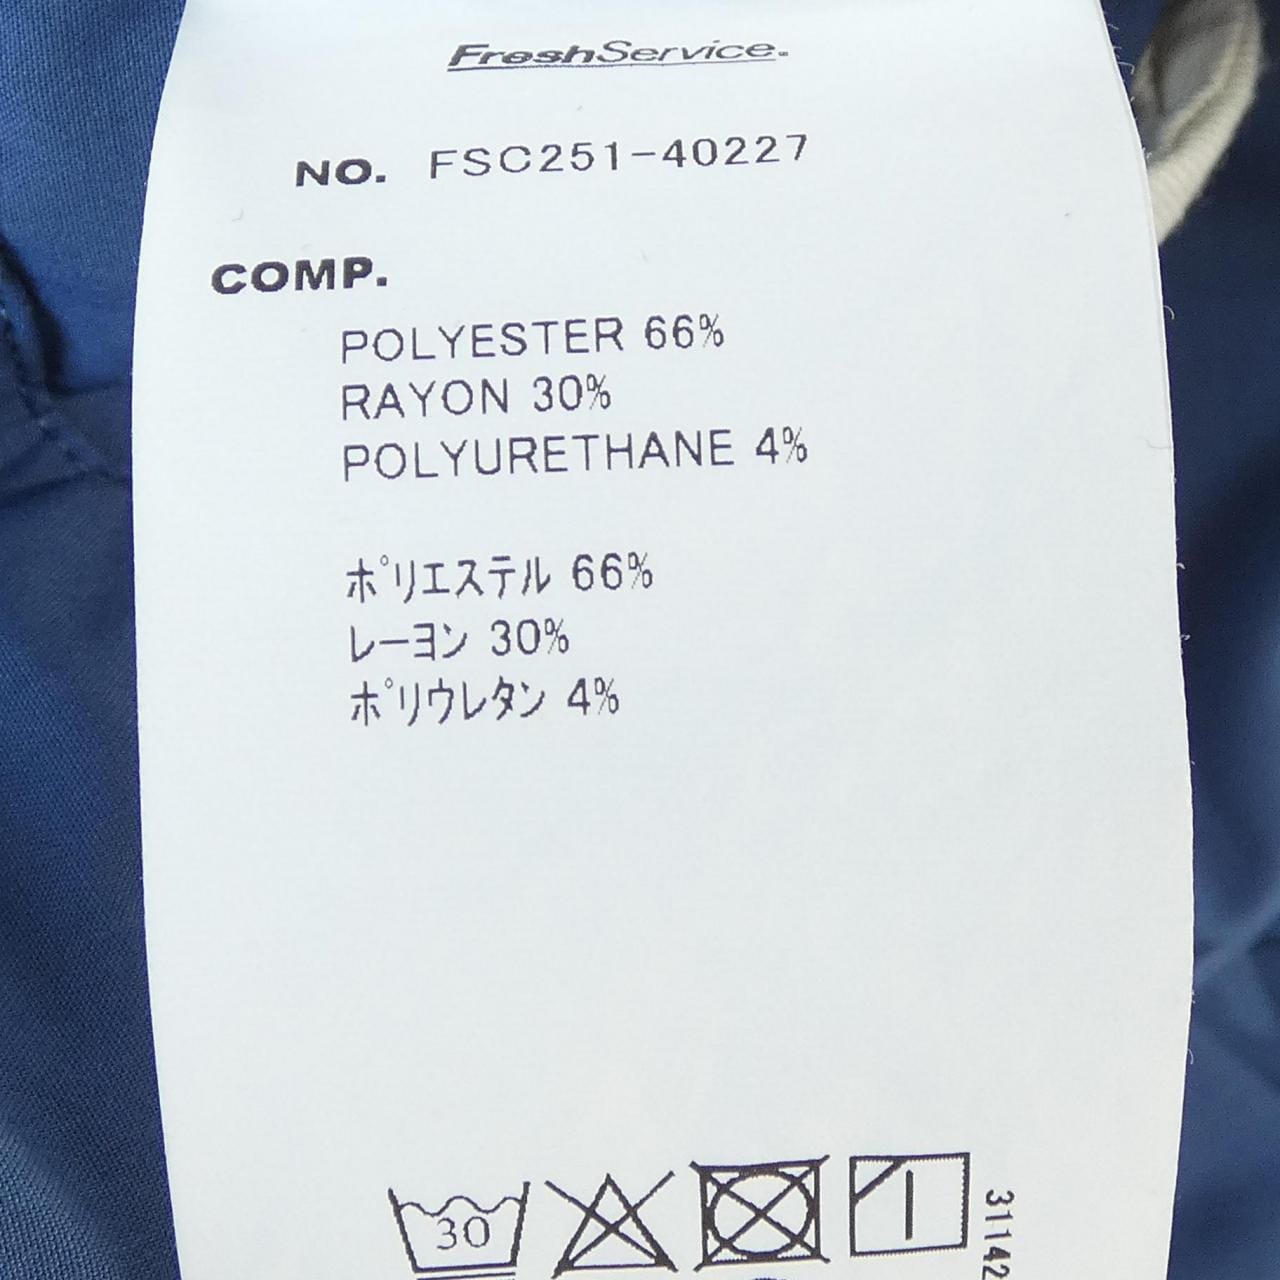 FreshService.
NO. FSC251-40227
COMP.
POLYESTER 66%
RAYON 30%
POLYURETHANE 4%
ポリエステル 66%
レーヨン 30%
ポリウレタン 4%
30
31142